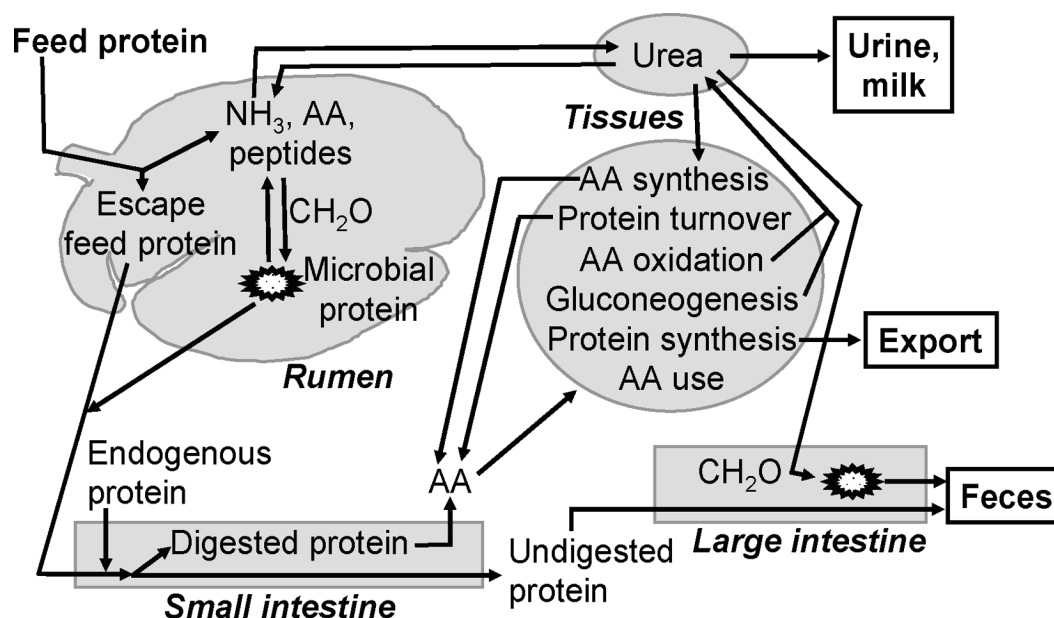 Feed protein
NH₃, AA,
peptides
Escape
feed protein
CH₂O
Microbial
protein
Rumen
Urea
Urine,
milk
Tissues
AA synthesis
Protein turnover
AA oxidation
Gluconeogenesis
Protein synthesis
AA use
Export
Endogenous
protein
AA
Digested protein
Small intestine
Undigested
protein
CH₂O
Large intestine
Feces